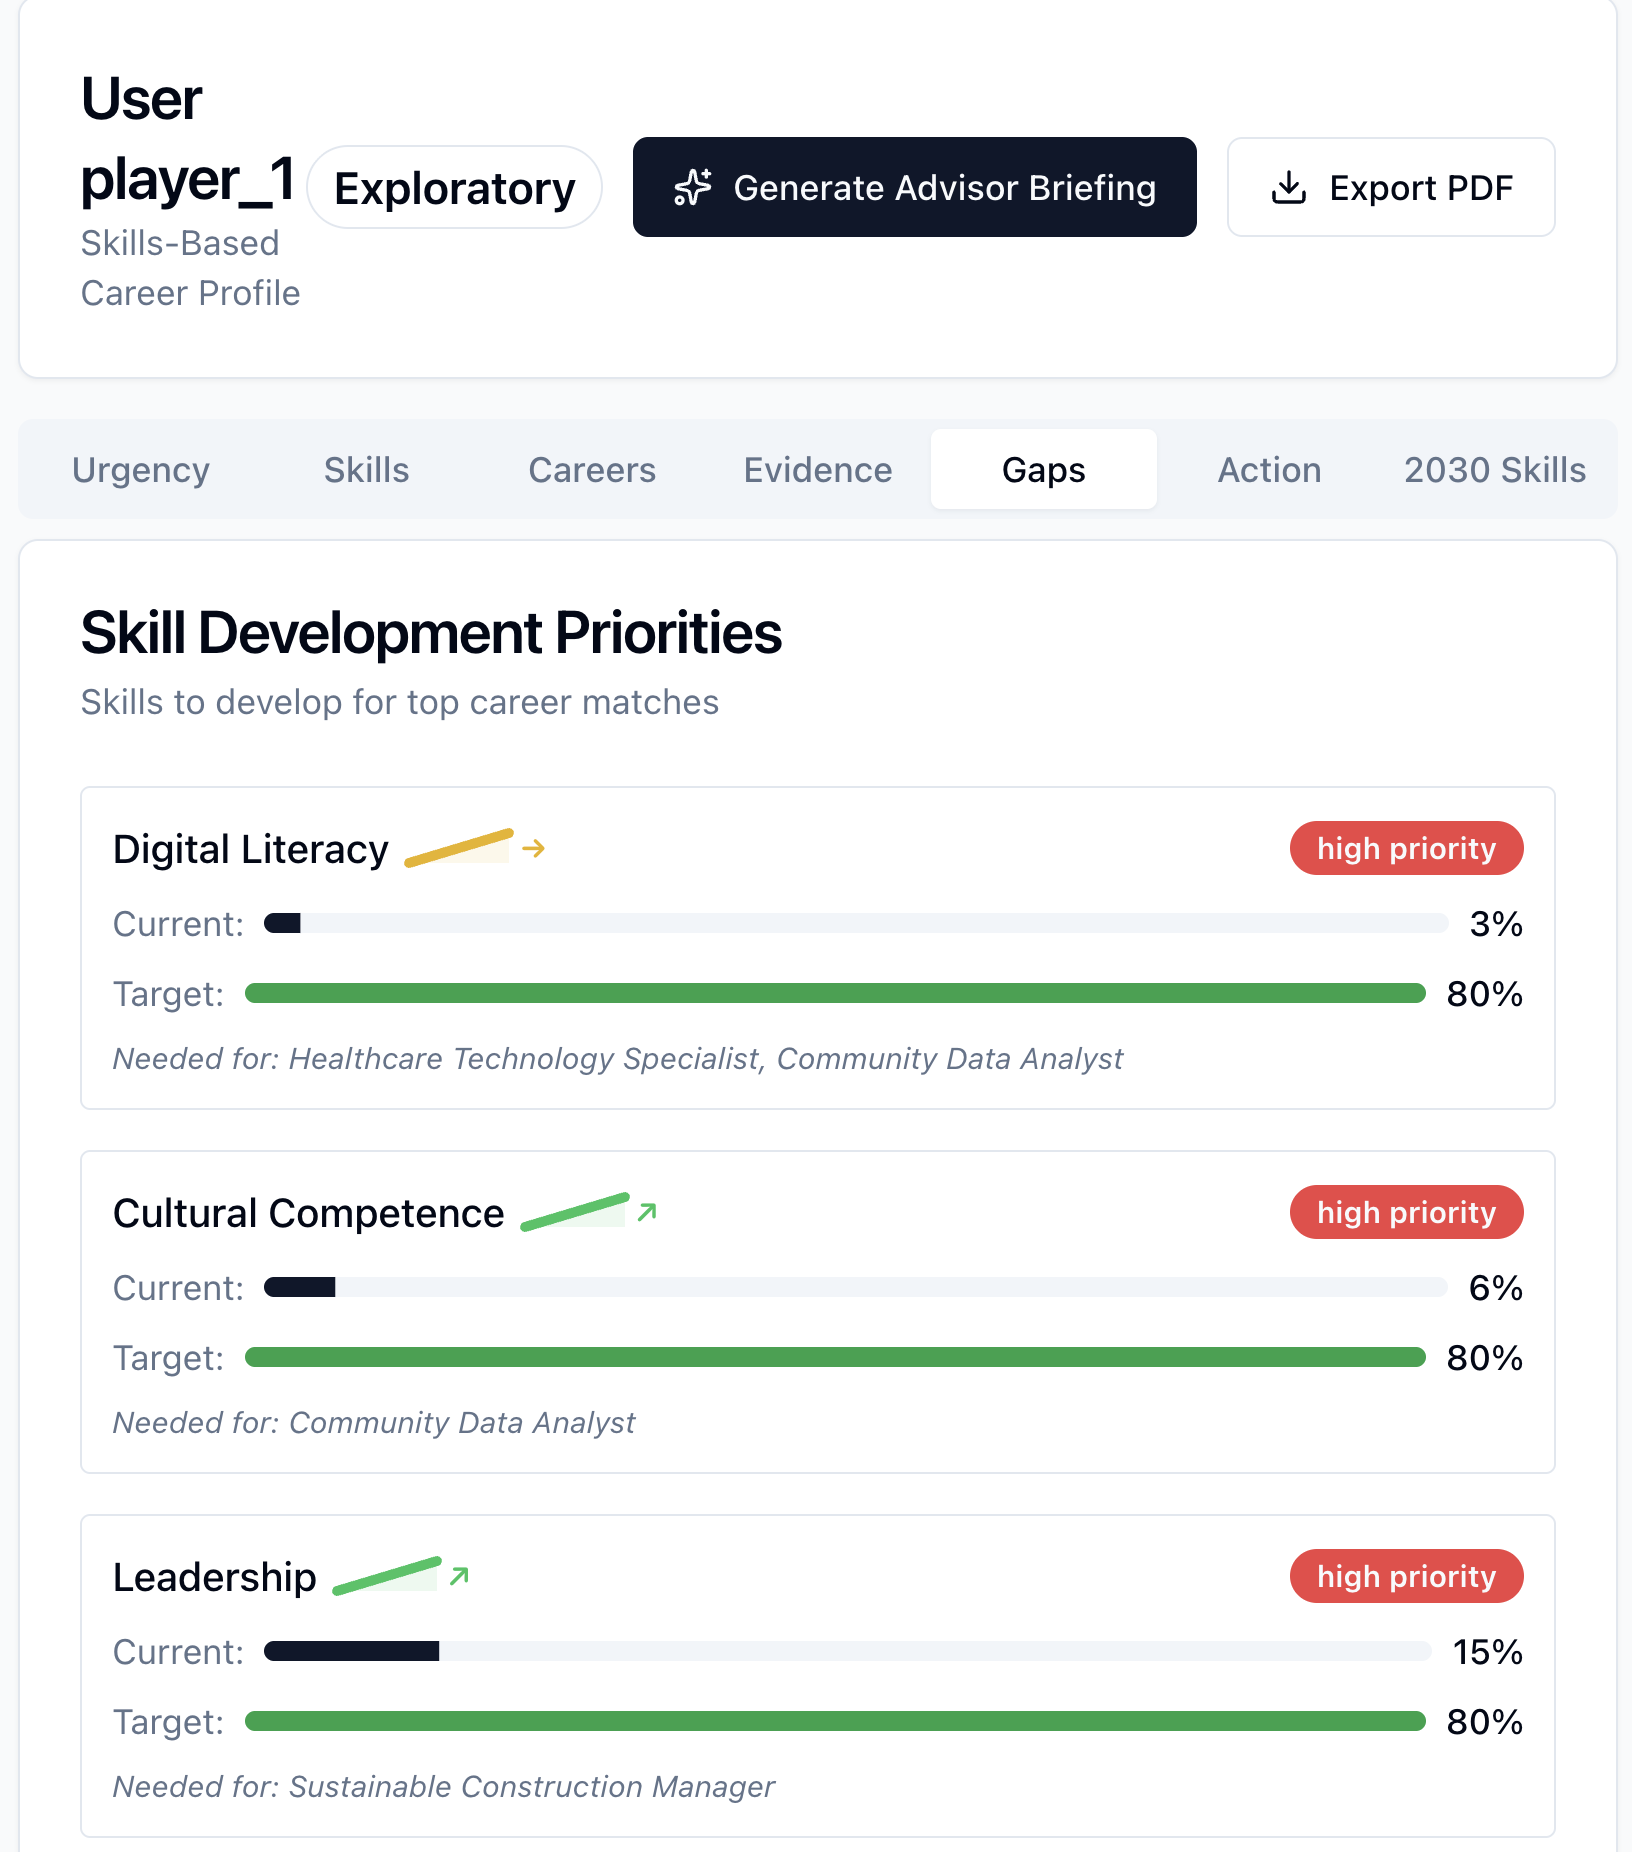 User
player_1
Exploratory
Generate Advisor Briefing
Export PDF
Skills-Based
Career Profile
Urgency
Skills
Careers
Evidence
Gaps
Action
2030 Skills
Skill Development Priorities
Skills to develop for top career matches
Digital Literacy
high priority
Current:
3%
Target:
80%
Needed for: Healthcare Technology Specialist, Community Data Analyst
Cultural Competence
high priority
Current:
6%
Target:
80%
Needed for: Community Data Analyst
Leadership
high priority
Current:
15%
Target:
80%
Needed for: Sustainable Construction Manager